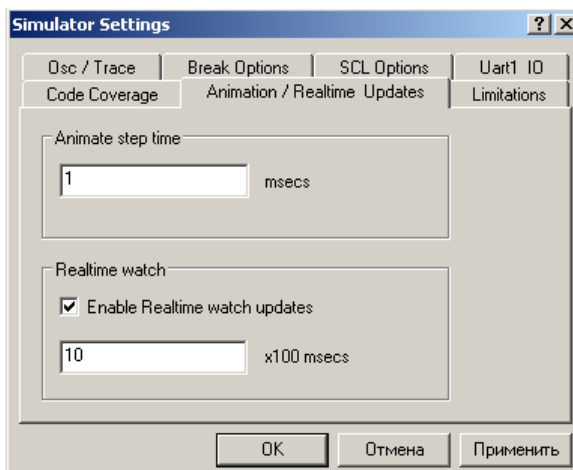 Simulator Settings
Osc / Trace Break Options SCL Options Uart1 IO
Code Coverage Animation / Realtime Updates Limitations
Animate step time
1 msecs
Realtime watch
Enable Realtime watch updates
10 x100 msecs
OK Отмена Применить